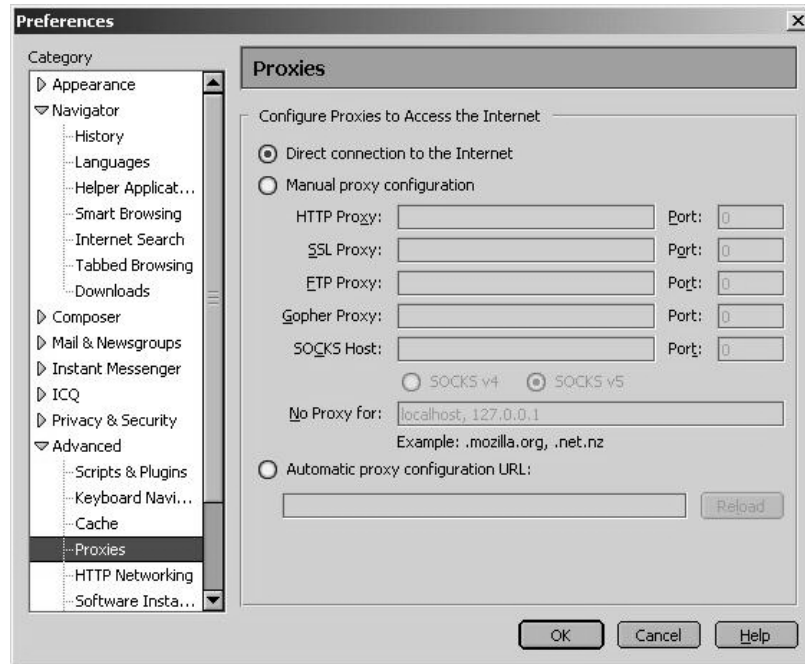 Preferences
Category
Appearance
Navigator
History
Languages
Helper Applicat...
Smart Browsing
Internet Search
Tabbed Browsing
Downloads
Composer
Mail & Newsgroups
Instant Messenger
ICQ
Privacy & Security
Advanced
Scripts & Plugins
Keyboard Navi...
Cache
Proxies
HTTP Networking
Software Insta...
Proxies
Configure Proxies to Access the Internet
Direct connection to the Internet
Manual proxy configuration
HTTP Proxy: Port: 0
SSL Proxy: Port: 0
FTP Proxy: Port: 0
Gopher Proxy: Port: 0
SOCKS Host: Port: 0
SOCKS v4 SOCKS v5
No Proxy for: localhost, 127.0.0.1
Example: .mozilla.org, .net.nz
Automatic proxy configuration URL:
Reload
OK Cancel Help